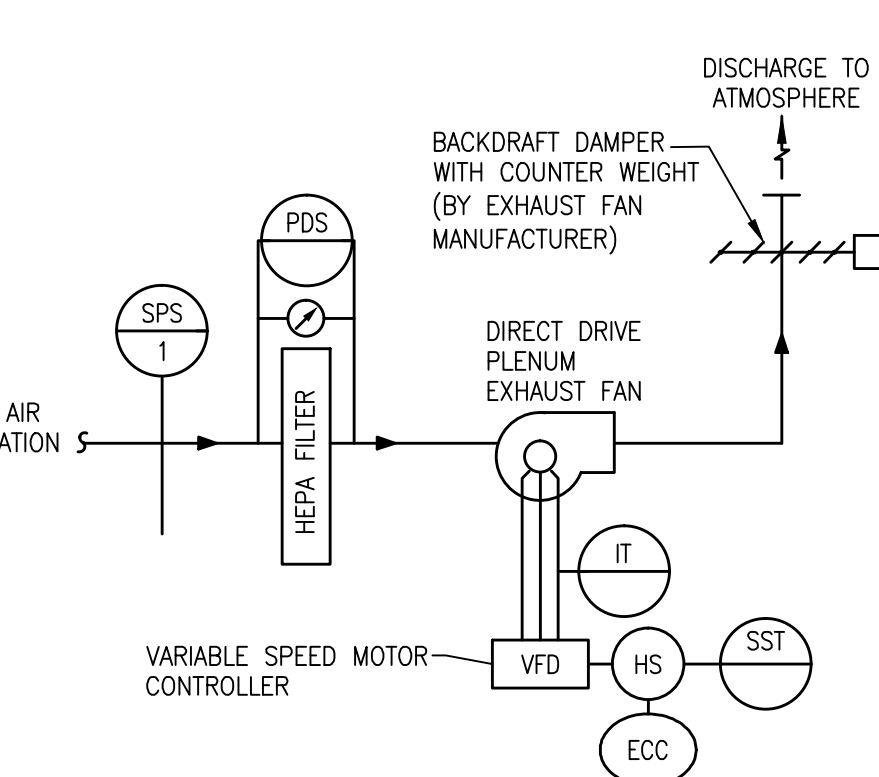 DISCHARGE TO
ATMOSPHERE
BACKDRAFT DAMPER
WITH COUNTER WEIGHT
(BY EXHAUST FAN
MANUFACTURER)
PDS
SPS
1
DIRECT DRIVE
PLENUM
EXHAUST FAN
AIR
ATION
HEPA FILTER
IT
VARIABLE SPEED MOTOR
CONTROLLER
VFD
HS
SST
ECC